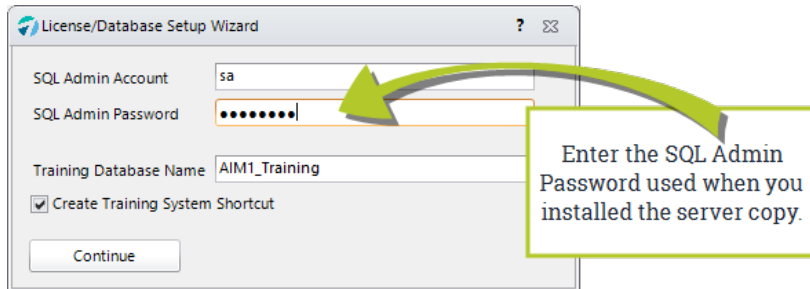 License/Database Setup Wizard ?
SQL Admin Account sa
SQL Admin Password ••••••••
Training Database Name AIM1_Training
Create Training System Shortcut
Continue
Enter the SQL Admin
Password used when you
installed the server copy.